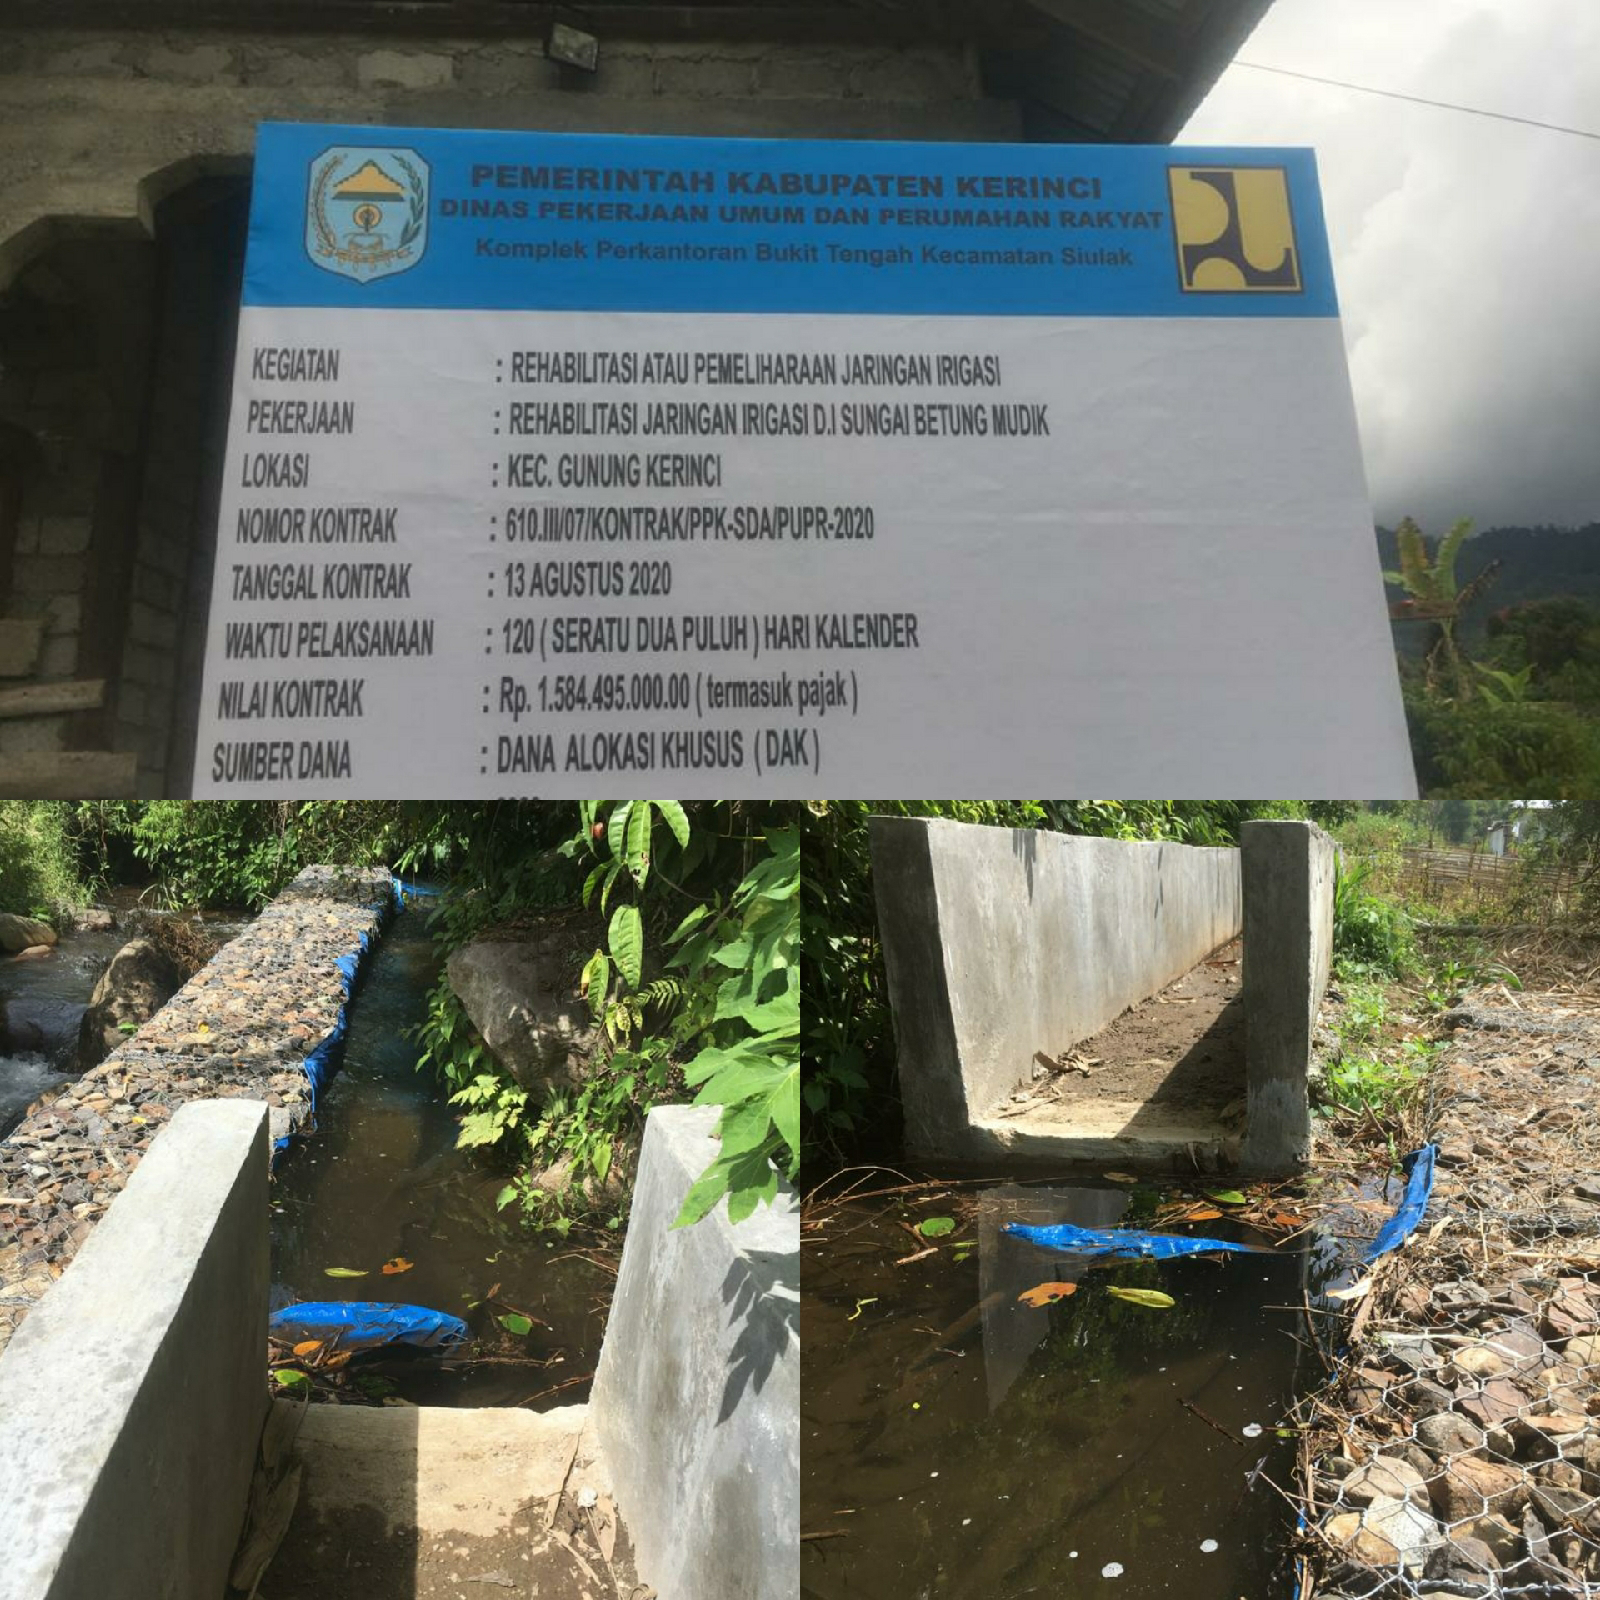 PEMERINTAH KABUPATEN KERINCI
DINAS PEKERJAAN UMUM DAN PERUMAHAN RAKYAT
Komplek Perkantoran Bukit Tengah Kecamatan Siulak
KEGIATAN : REHABILITASI ATAU PEMELIHARAAN JARINGAN IRIGASI
PEKERJAAN : REHABILITASI JARINGAN IRIGASI D.I SUNGAI BETUNG MUDIK
LOKASI : KEC. GUNUNG KERINCI
NOMOR KONTRAK : 610.III/07/KONTRAK/PPK-SDA/PUPR-2020
TANGGAL KONTRAK : 13 AGUSTUS 2020
WAKTU PELAKSANAAN : 120 ( SERATU DUA PULUH ) HARI KALENDER
NILAI KONTRAK : Rp. 1.584.495.000.00 ( termasuk pajak )
SUMBER DANA : DANA ALOKASI KHUSUS ( DAK )